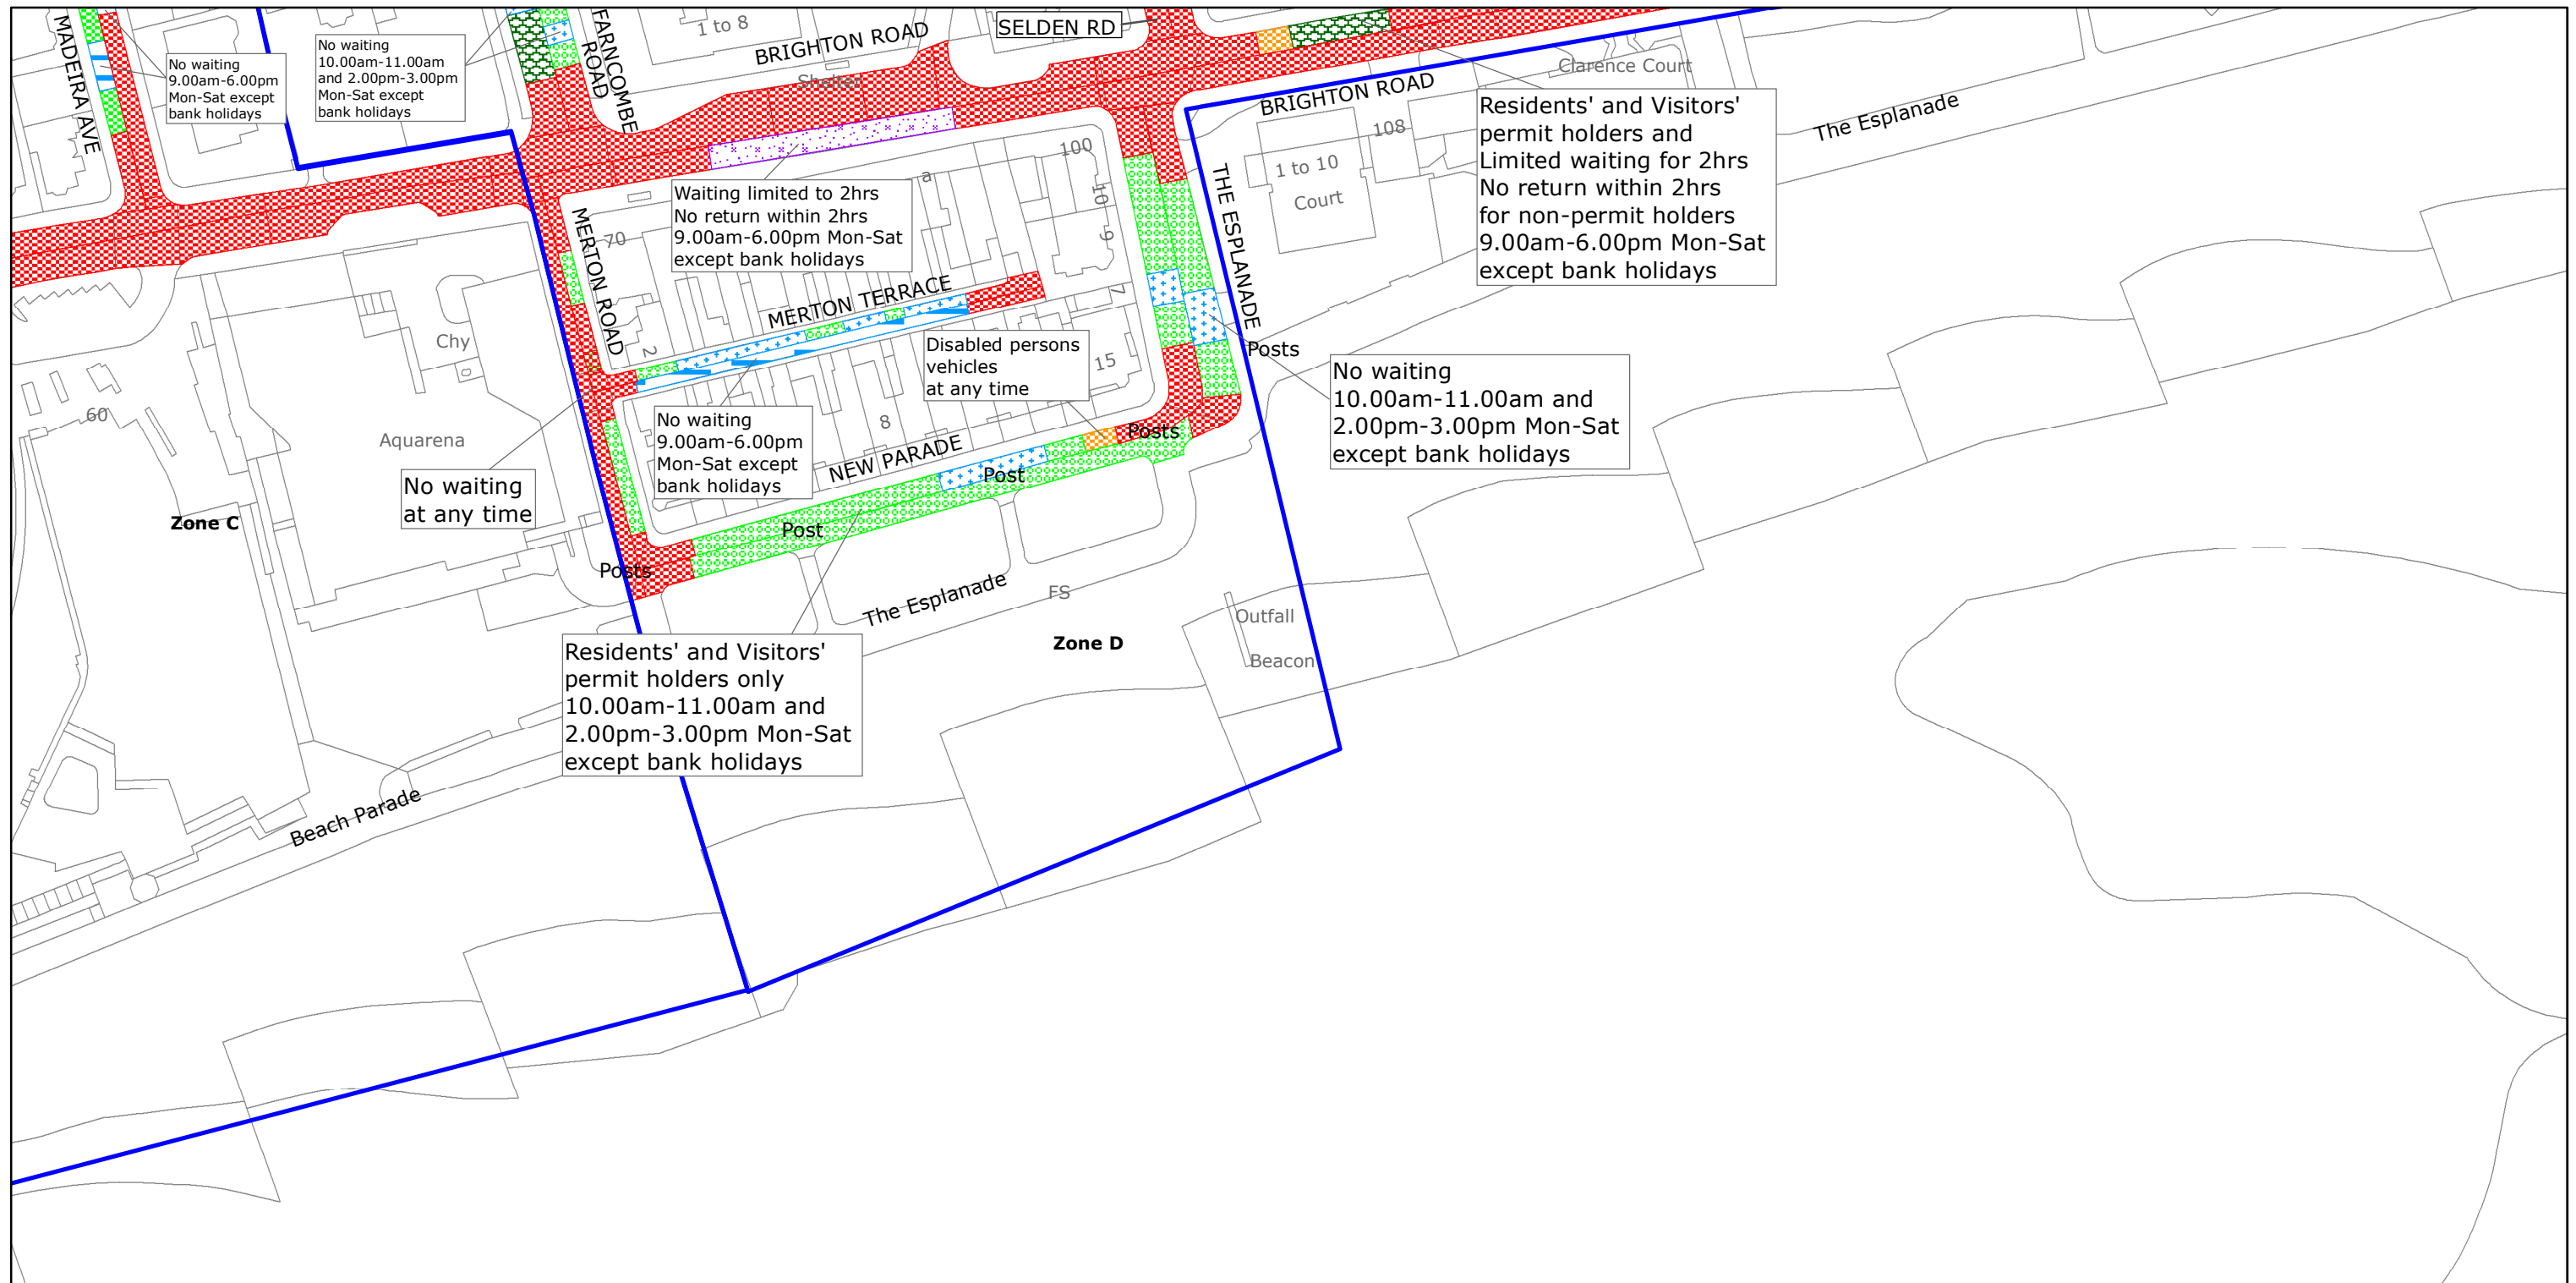 MADEIRA AVE
No waiting
9.00am-6.00pm
Mon-Sat except
bank holidays
No waiting
10.00am-11.00am
and 2.00pm-3.00pm
Mon-Sat except
bank holidays
FARNCOMBE
ROAD
1 to 8
BRIGHTON ROAD
Shelter
SELDEN RD
BRIGHTON ROAD
Clarence Court
The Esplanade
Residents' and Visitors'
permit holders and
Limited waiting for 2hrs
No return within 2hrs
for non-permit holders
9.00am-6.00pm Mon-Sat
except bank holidays
108
1 to 10
Court
100
a
10
9
7
THE ESPLANADE
Waiting limited to 2hrs
No return within 2hrs
9.00am-6.00pm Mon-Sat
except bank holidays
MERTON ROAD
70
MERTON TERRACE
2
Chy
Disabled persons
vehicles
at any time
15
Posts
No waiting
10.00am-11.00am and
2.00pm-3.00pm Mon-Sat
except bank holidays
60
Aquarena
No waiting
9.00am-6.00pm
Mon-Sat except
bank holidays
8
NEW PARADE
Posts
Post
No waiting
at any time
Zone C
Post
Posts
The Esplanade
FS
Outfall
Zone D
Beacon
Residents' and Visitors'
permit holders only
10.00am-11.00am and
2.00pm-3.00pm Mon-Sat
except bank holidays
Beach Parade